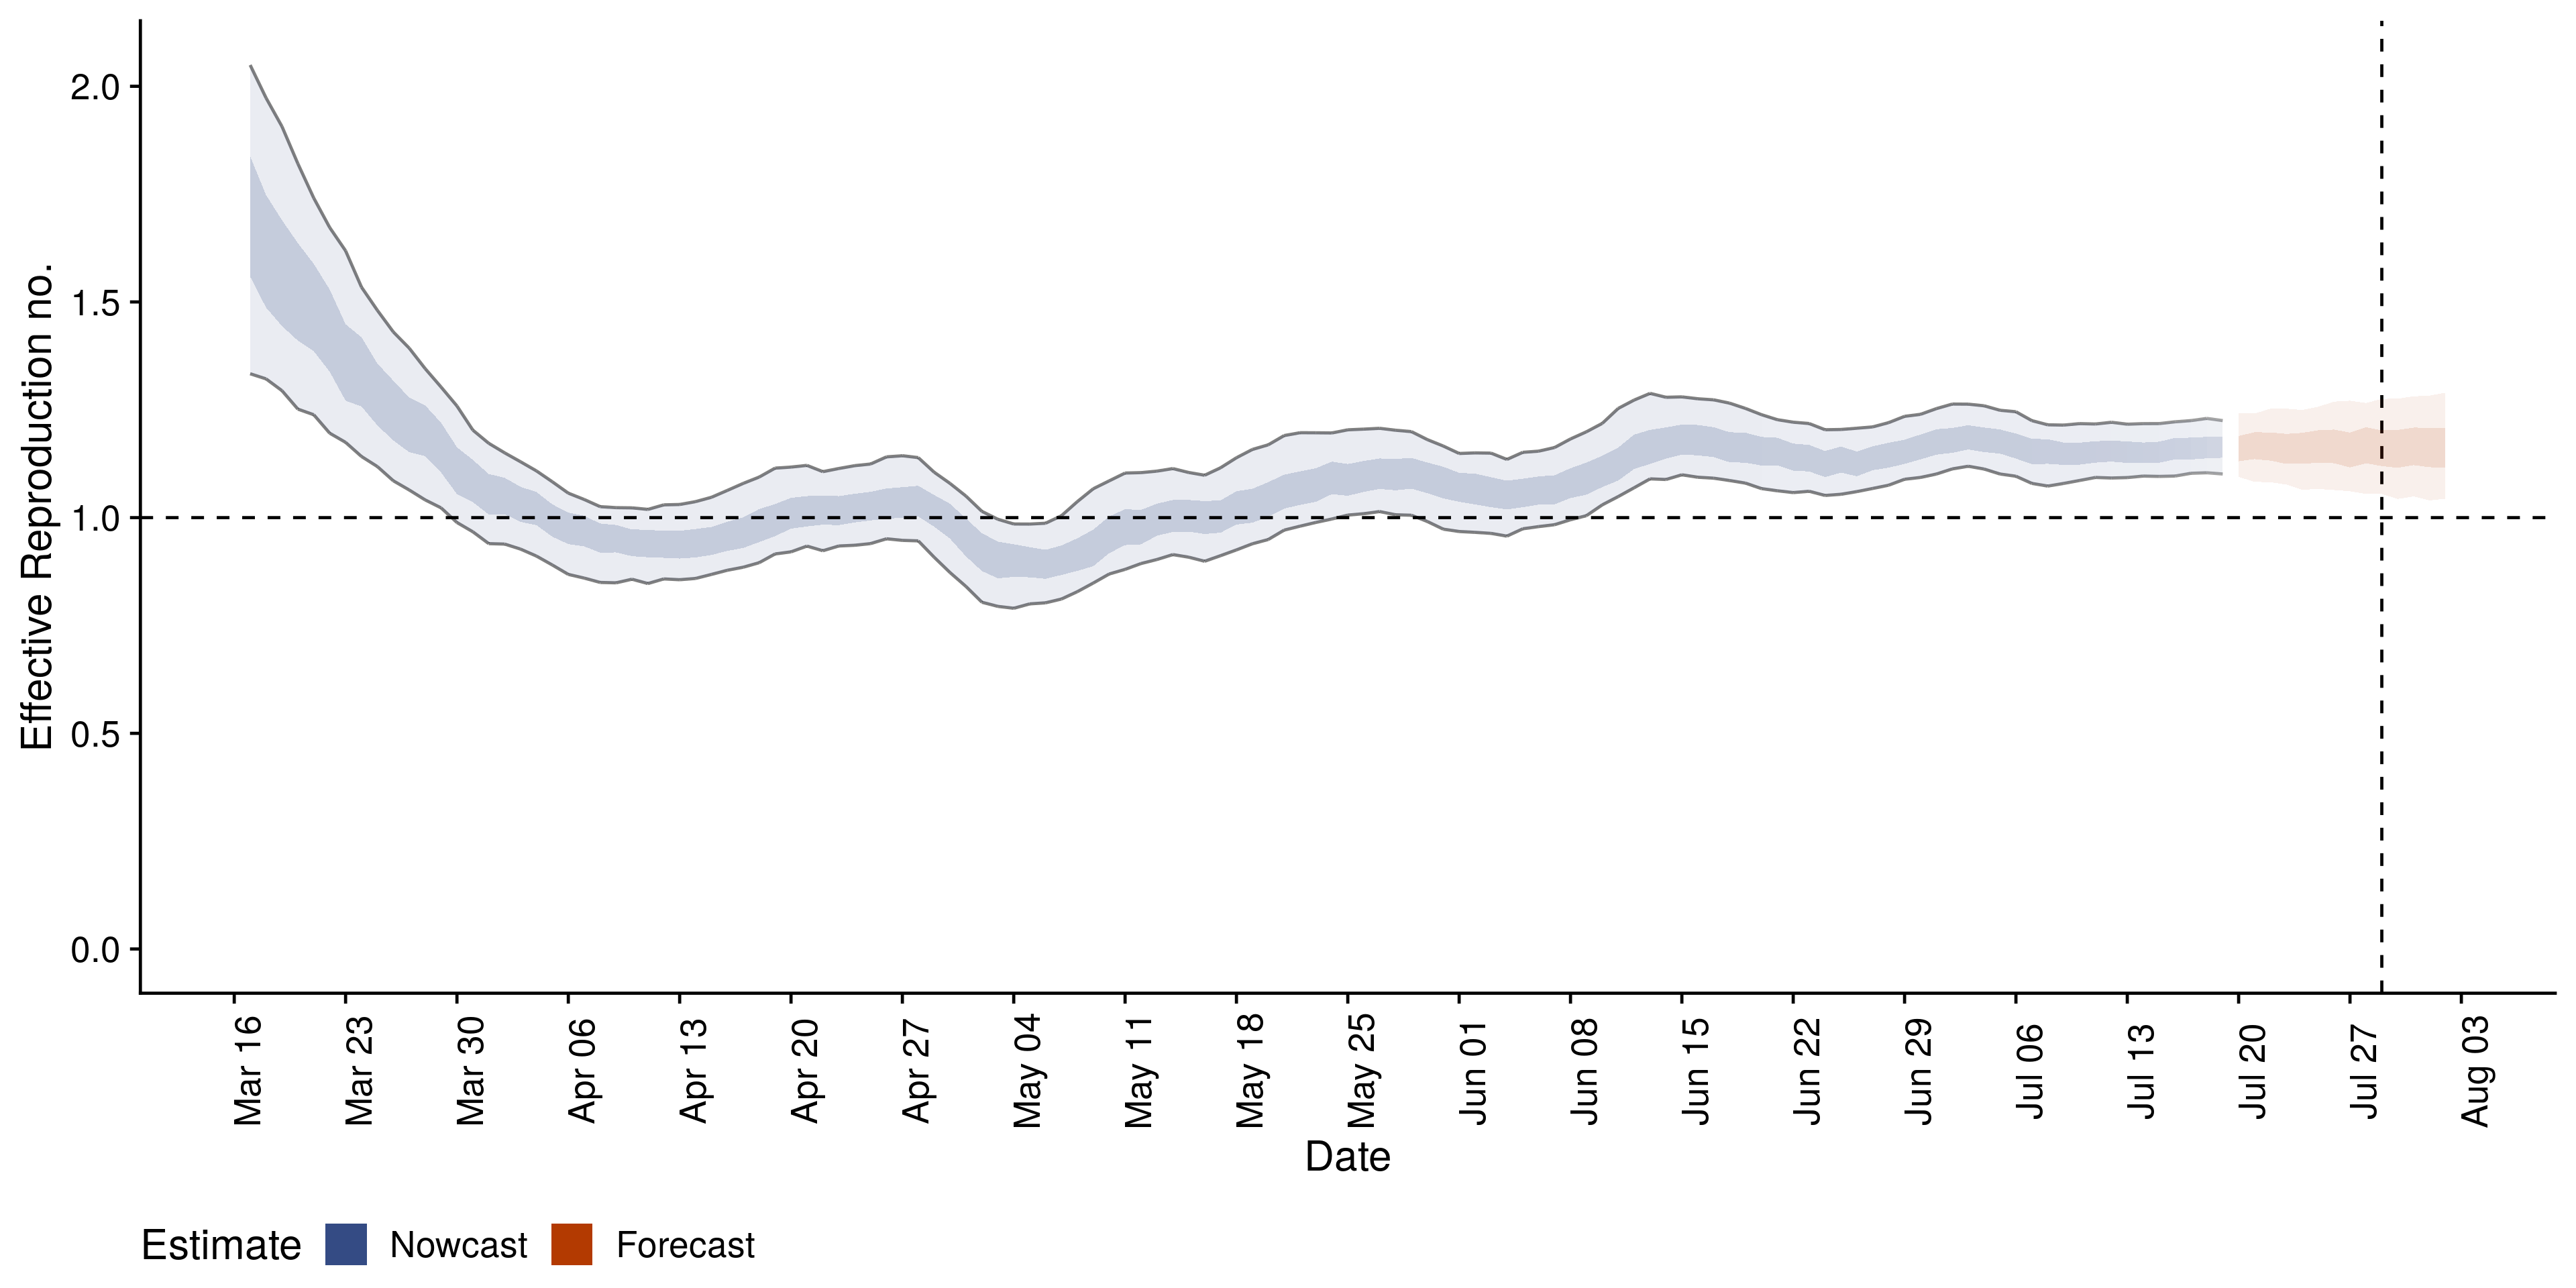 Effective Reproduction no.
2.0
1.5
1.0
0.5
0.0
Mar 16
Mar 23
Mar 30
Apr 06
Apr 13
Apr 20
Apr 27
May 04
May 11
May 18
May 25
Jun 01
Jun 08
Jun 15
Jun 22
Jun 29
Jul 06
Jul 13
Jul 20
Jul 27
Aug 03
Date
Estimate Nowcast Forecast